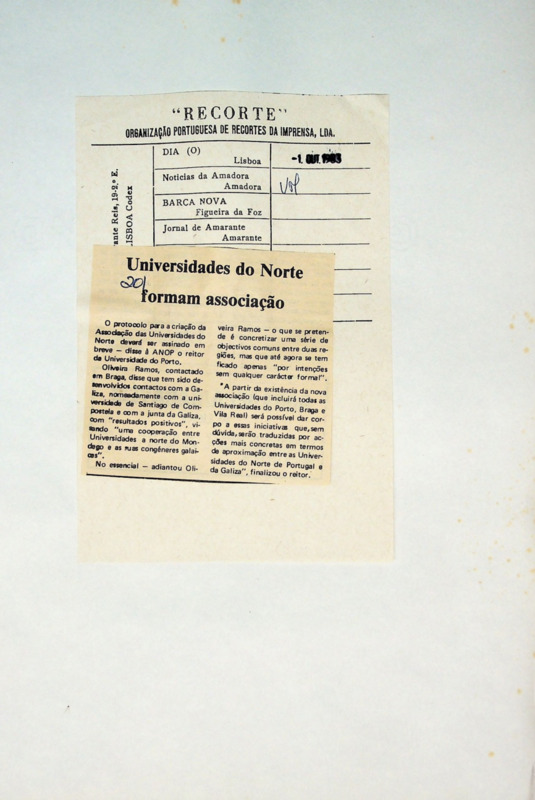 "RECORTE"
ORGANIZAÇÃO PORTUGUESA DE RECORTES DA IMPRENSA, LDA.
ante Reis, 19-2.º E.
LISBOA Codex
DIA (O)
Lisboa
-1. OUT. 1983
Noticias da Amadora
Amadora
BARCA NOVA
Figueira da Foz
Jornal de Amarante
Amarante
Universidades do Norte
201
formam associação
O protocolo para a criação da
Associação das Universidades do
Norte deverá ser assinado em
breve — disse à ANOP o reitor
da Universidade do Porto.
Oliveira Ramos, contactado
em Braga, disse que tem sido de-
senvolvidos contactos com a Ga-
liza, nomeadamente com a uni-
versidade de Santiago de Com-
postela e com a junta da Galiza,
com "resultados positivos", vi-
sando "uma cooperação entre
Universidades a norte do Mon-
dego e as suas congéneres galai-
cas".
No essencial — adiantou Oli-
veira Ramos — o que se preten-
de é concretizar uma série de
objectivos comuns entre duas re-
giões, mas que até agora se tem
ficado apenas "por intenções
sem qualquer carácter formal".
"A partir da existência da nova
associação (que incluirá todas as
Universidades do Porto, Braga e
Vila Real) será possível dar cor-
po a essas iniciativas que, sem
dúvida, serão traduzidas por ac-
ções mais concretas em termos
de aproximação entre as Univer-
sidades do Norte de Portugal e
da Galiza", finalizou o reitor.